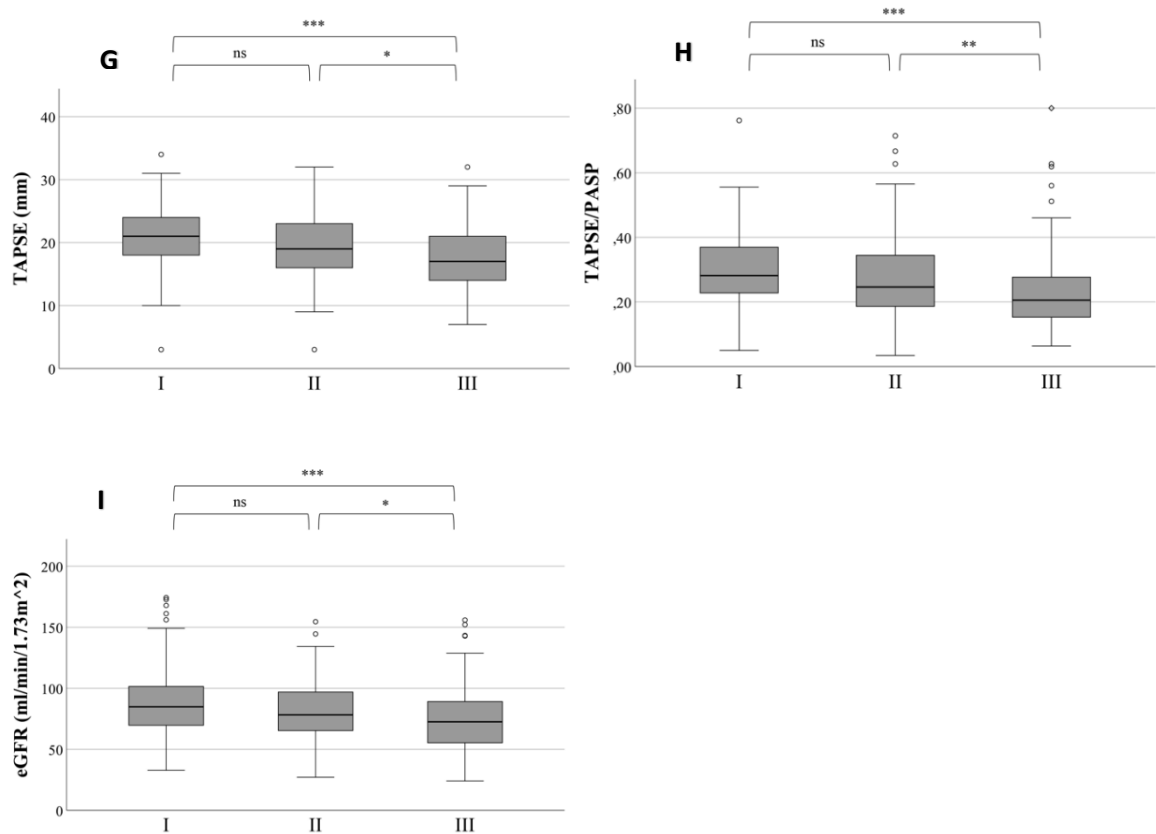 ***
G
ns
*
TAPSE (mm)
40
30
20
10
0
I
II
III
***
H
ns
**
TAPSE/PASP
,80
,60
,40
,20
,00
I
II
III
***
I
ns
*
eGFR (ml/min/1.73m^2)
200
150
100
50
0
I
II
III